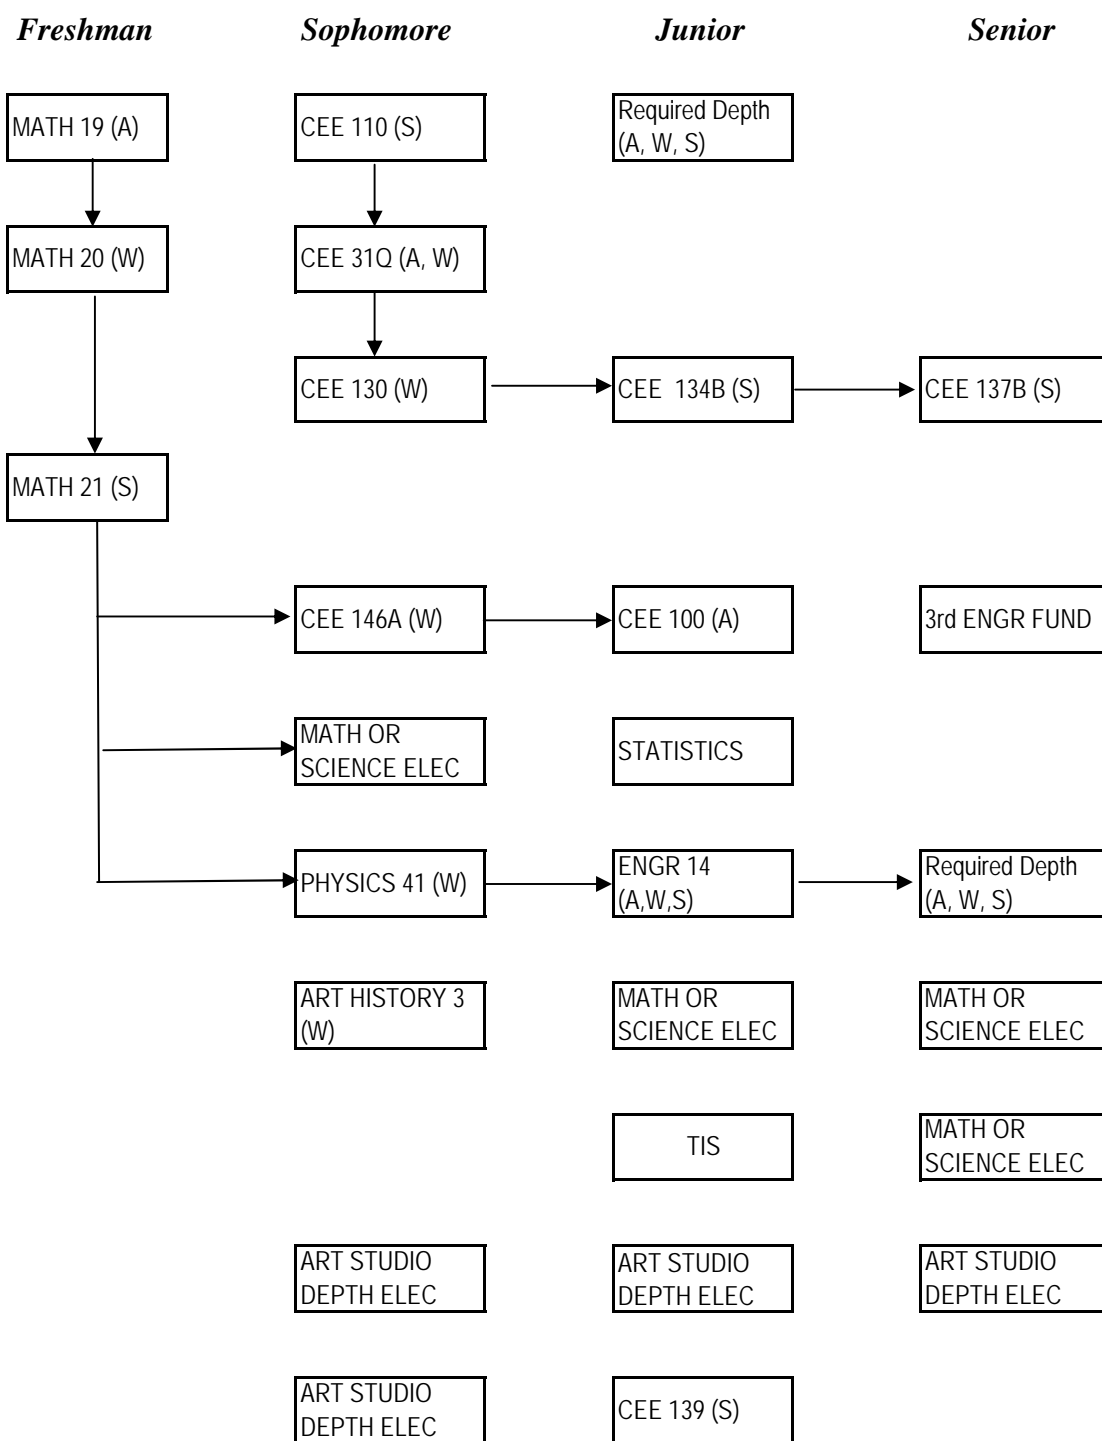 Freshman Sophomore Junior Senior
MATH 19 (A)
CEE 110 (S)
Required Depth
(A, W, S)
MATH 20 (W)
CEE 31Q (A, W)
CEE 130 (W)
CEE 134B (S)
CEE 137B (S)
MATH 21 (S)
CEE 146A (W)
CEE 100 (A)
3rd ENGR FUND
MATH OR
SCIENCE ELEC
STATISTICS
PHYSICS 41 (W)
ENGR 14
(A,W,S)
Required Depth
(A, W, S)
ART HISTORY 3
(W)
MATH OR
SCIENCE ELEC
MATH OR
SCIENCE ELEC
TIS
MATH OR
SCIENCE ELEC
ART STUDIO
DEPTH ELEC
ART STUDIO
DEPTH ELEC
ART STUDIO
DEPTH ELEC
ART STUDIO
DEPTH ELEC
CEE 139 (S)